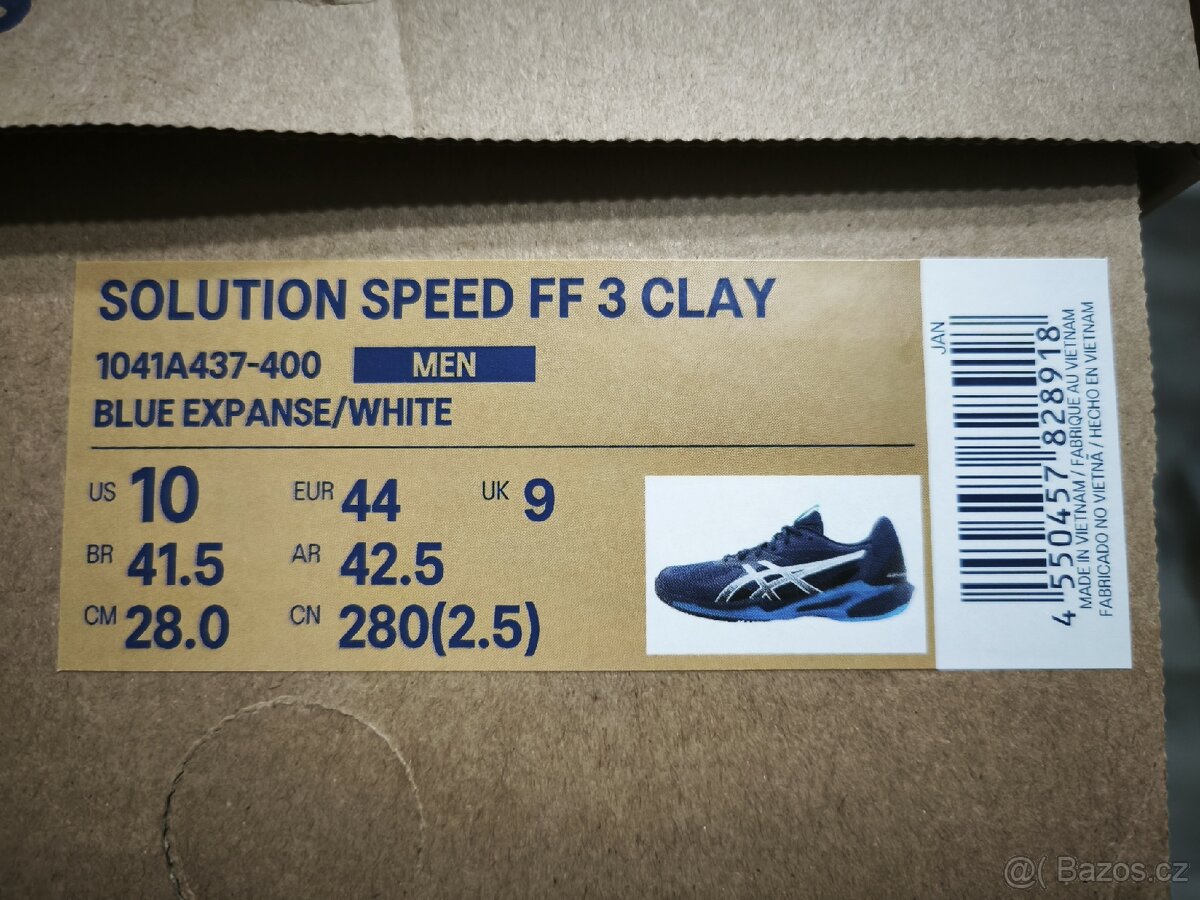 SOLUTION SPEED FF 3 CLAY
1041A437-400 MEN
BLUE EXPANSE/WHITE
US 10 EUR 44 UK 9
BR 41.5 AR 42.5
CM 28.0 CN 280(2.5)
JAN
4 550457 828918
MADE IN VIETNAM / FABRIQUE AU VIETNAM
FABRICADO NO VIETNÃ / HECHO EN VIETNAM
@( Bazos.cz